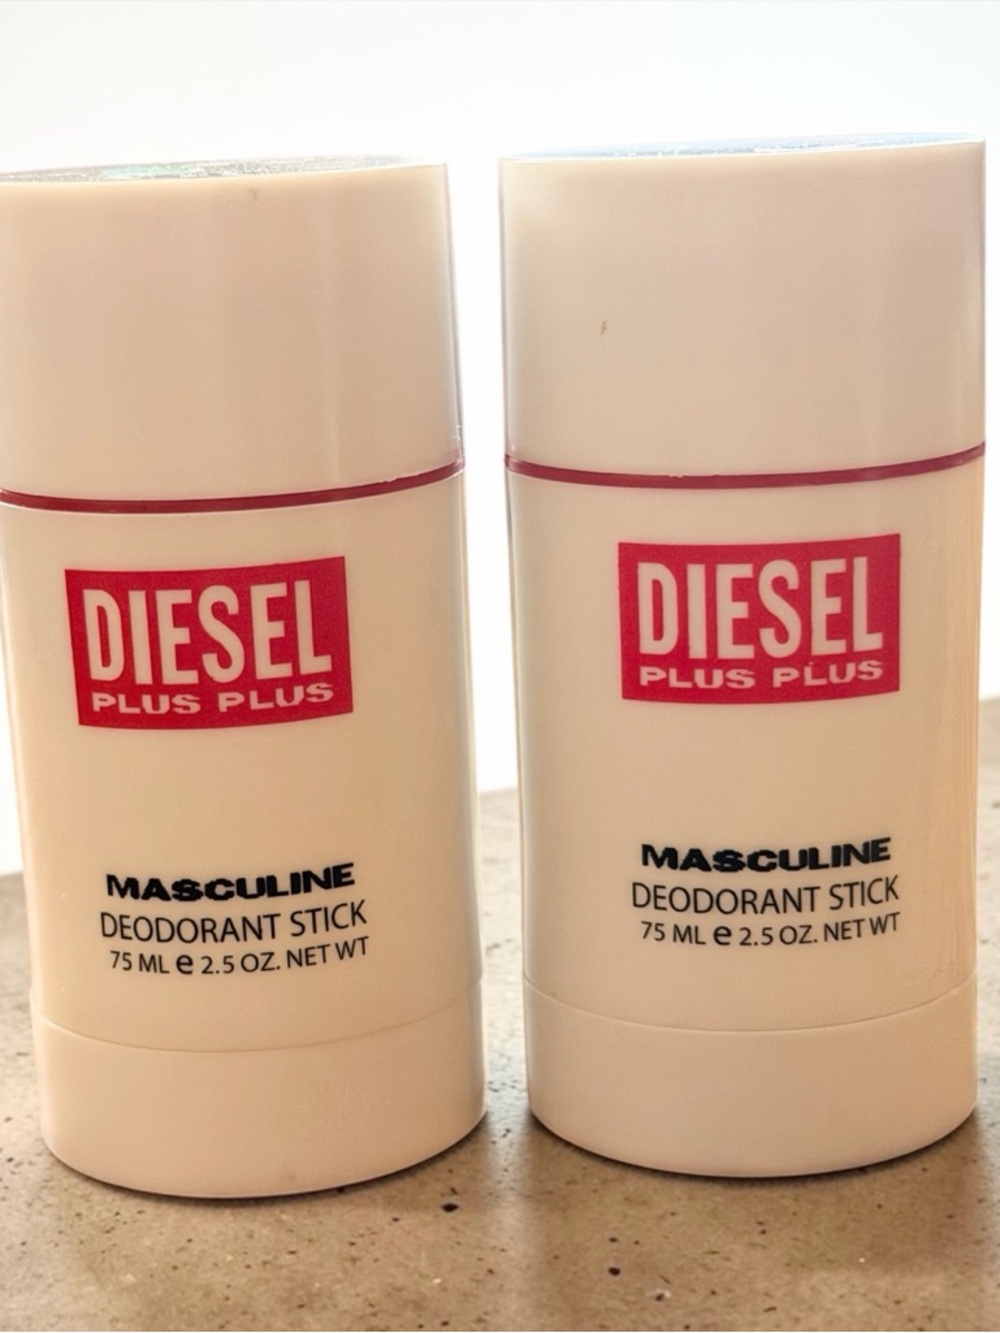 DIESEL
PLUS PLUS
MASCULINE
DEODORANT STICK
75 ML e 2.5 OZ. NET WT
DIESEL
PLUS PLUS
MASCULINE
DEODORANT STICK
75 ML e 2.5 OZ. NET WT